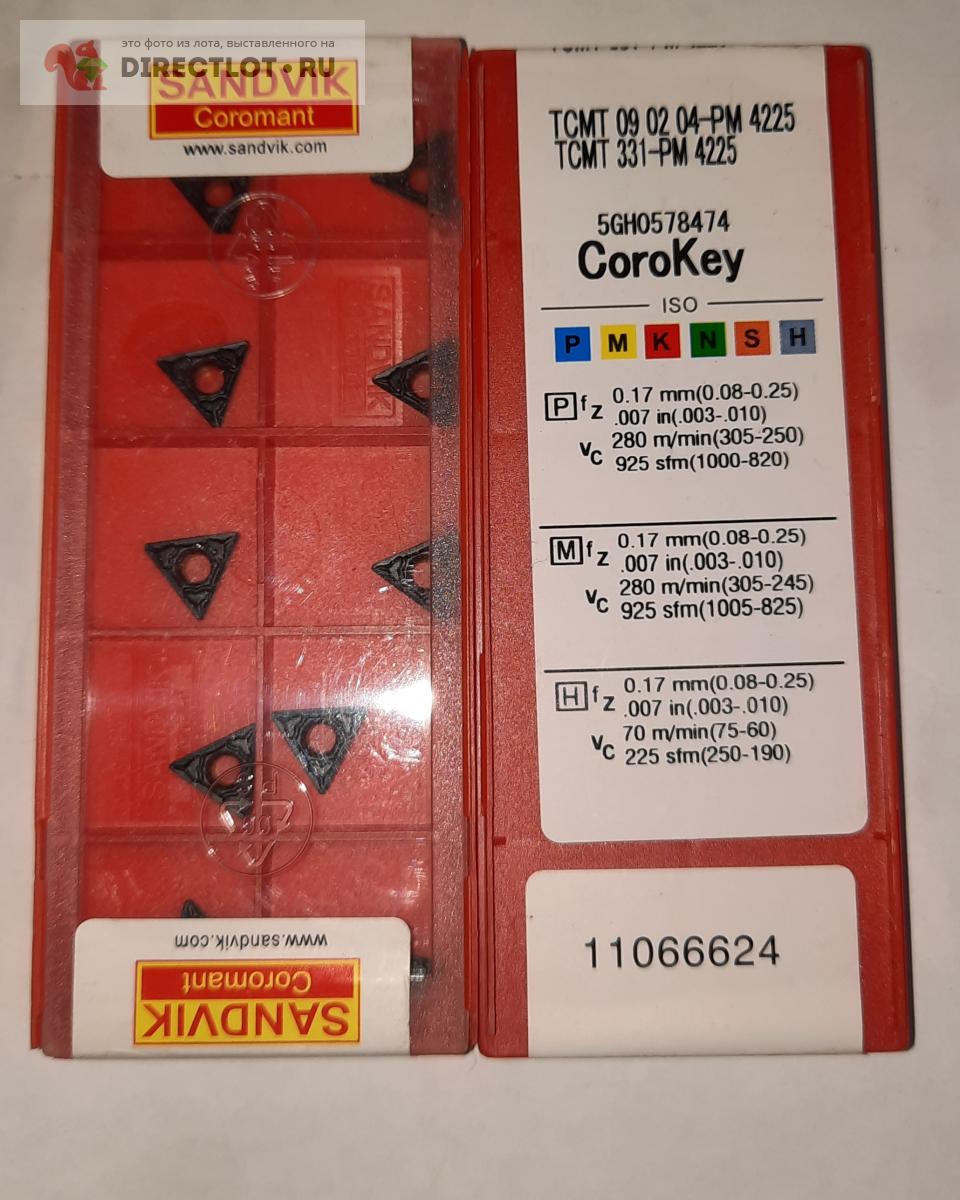 это фото из лота, выставленного на
DIRECTLOT.RU
SANDVIK
Coromant
www.sandvik.com
www.sandvik.com
Coromant
SANDVIK
TCMT 331-PM 4225
TCMT 09 02 04-PM 4225
TCMT 331-PM 4225
5GH0578474
CoroKey
ISO
P M K N S H
P fz 0.17 mm(0.08-0.25)
.007 in(.003-.010)
vc 280 m/min(305-250)
925 sfm(1000-820)
M fz 0.17 mm(0.08-0.25)
.007 in(.003-.010)
vc 280 m/min(305-245)
925 sfm(1005-825)
H fz 0.17 mm(0.08-0.25)
.007 in(.003-.010)
vc 70 m/min(75-60)
225 sfm(250-190)
11066624